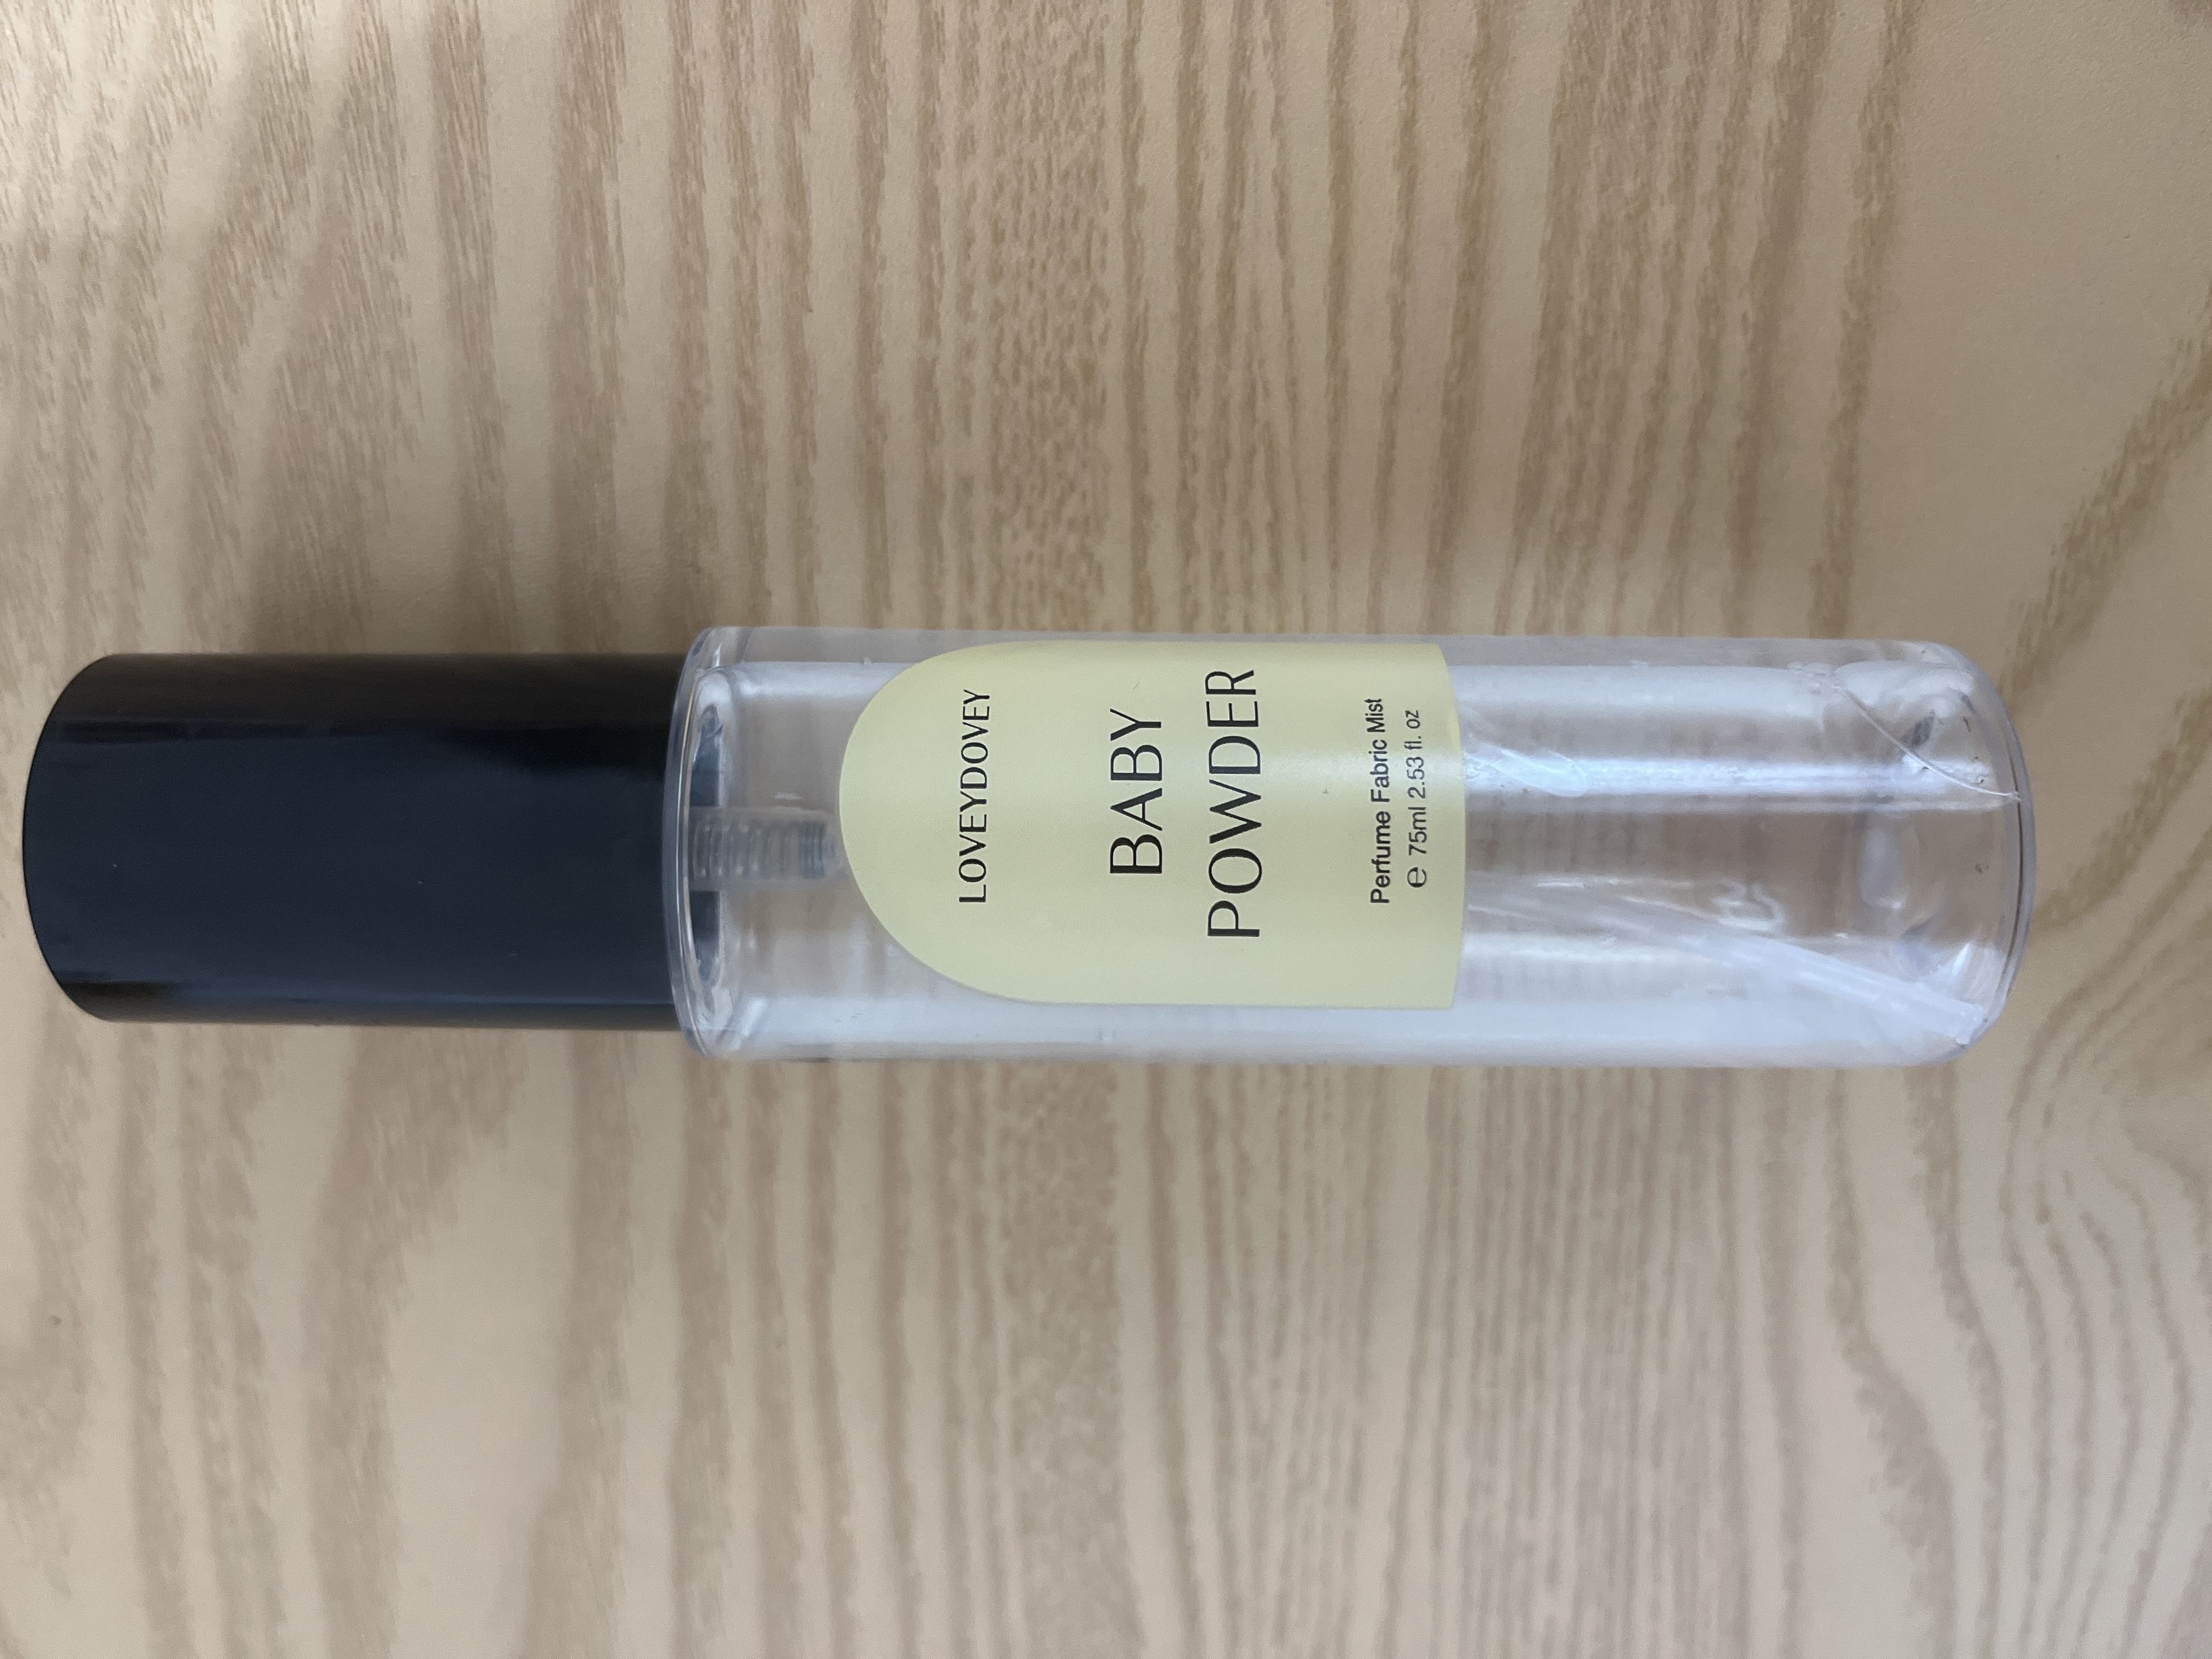 LOVEYDOVEY
BABY
POWDER
Perfume Fabric Mist
℮ 75ml 2.53 fl. oz